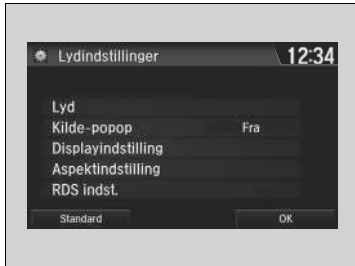 Lydindstillinger
12:34
Lyd
Kilde-popop Fra
Displayindstilling
Aspektindstilling
RDS indst.
Standard OK